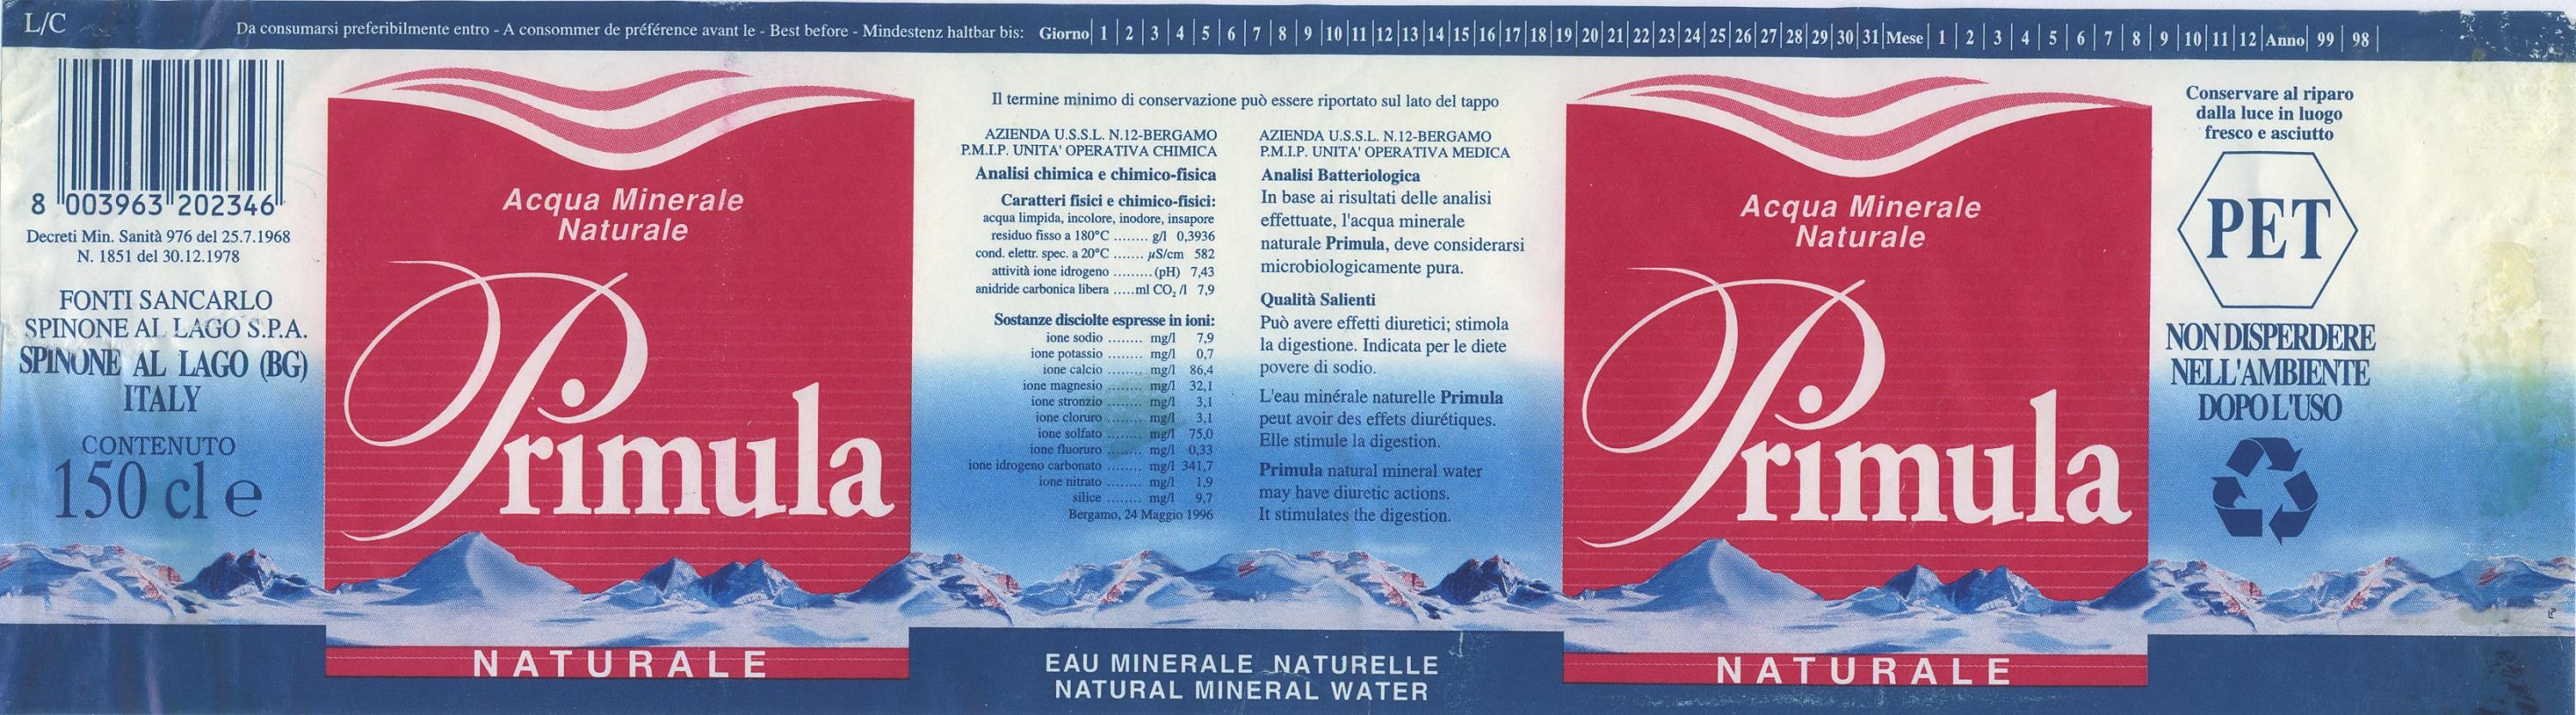 L/C
Da consumarsi preferibilmente entro - A consommer de préférence avant le - Best before - Mindestenz haltbar bis: Giorno| 1 | 2 | 3 | 4 | 5 | 6 | 7 | 8 | 9 |10|11|12|13|14|15|16|17|18|19|20|21|22|23|24|25|26|27|28|29|30|31|Mese| 1 | 2 | 3 | 4 | 5 | 6 | 7 | 8 | 9 |10|11|12|Anno| 99 | 98 |
8 003963 202346
Decreti Min. Sanità 976 del 25.7.1968
N. 1851 del 30.12.1978
FONTI SANCARLO
SPINONE AL LAGO S.P.A.
SPINONE AL LAGO (BG)
ITALY
CONTENUTO
150 cl e
Acqua Minerale
Naturale
Primula
NATURALE
Il termine minimo di conservazione può essere riportato sul lato del tappo
AZIENDA U.S.S.L. N.12-BERGAMO
P.M.I.P. UNITA' OPERATIVA CHIMICA
Analisi chimica e chimico-fisica
Caratteri fisici e chimico-fisici:
acqua limpida, incolore, inodore, insapore
residuo fisso a 180°C ........ g/l 0,3936
cond. elettr. spec. a 20°C ....... µS/cm 582
attività ione idrogeno .........(pH) 7,43
anidride carbonica libera .....ml CO₂ /l 7,9
Sostanze disciolte espresse in ioni:
ione sodio ........ mg/l 7,9
ione potassio ........ mg/l 0,7
ione calcio ........ mg/l 86,4
ione magnesio ........ mg/l 32,1
ione stronzio ........ mg/l 3,1
ione cloruro ........ mg/l 3,1
ione solfato ........ mg/l 75,0
ione fluoruro ........ mg/l 0,33
ione idrogeno carbonato ........ mg/l 341,7
ione nitrato ........ mg/l 1,9
silice ........ mg/l 9,7
Bergamo, 24 Maggio 1996
AZIENDA U.S.S.L. N.12-BERGAMO
P.M.I.P. UNITA' OPERATIVA MEDICA
Analisi Batteriologica
In base ai risultati delle analisi
effettuate, l'acqua minerale
naturale Primula, deve considerarsi
microbiologicamente pura.
Qualità Salienti
Può avere effetti diuretici; stimola
la digestione. Indicata per le diete
povere di sodio.
L'eau minérale naturelle Primula
peut avoir des effets diurétiques.
Elle stimule la digestion.
Primula natural mineral water
may have diuretic actions.
It stimulates the digestion.
EAU MINERALE NATURELLE
NATURAL MINERAL WATER
Acqua Minerale
Naturale
Primula
NATURALE
Conservare al riparo
dalla luce in luogo
fresco e asciutto
PET
NON DISPERDERE
NELL'AMBIENTE
DOPO L'USO